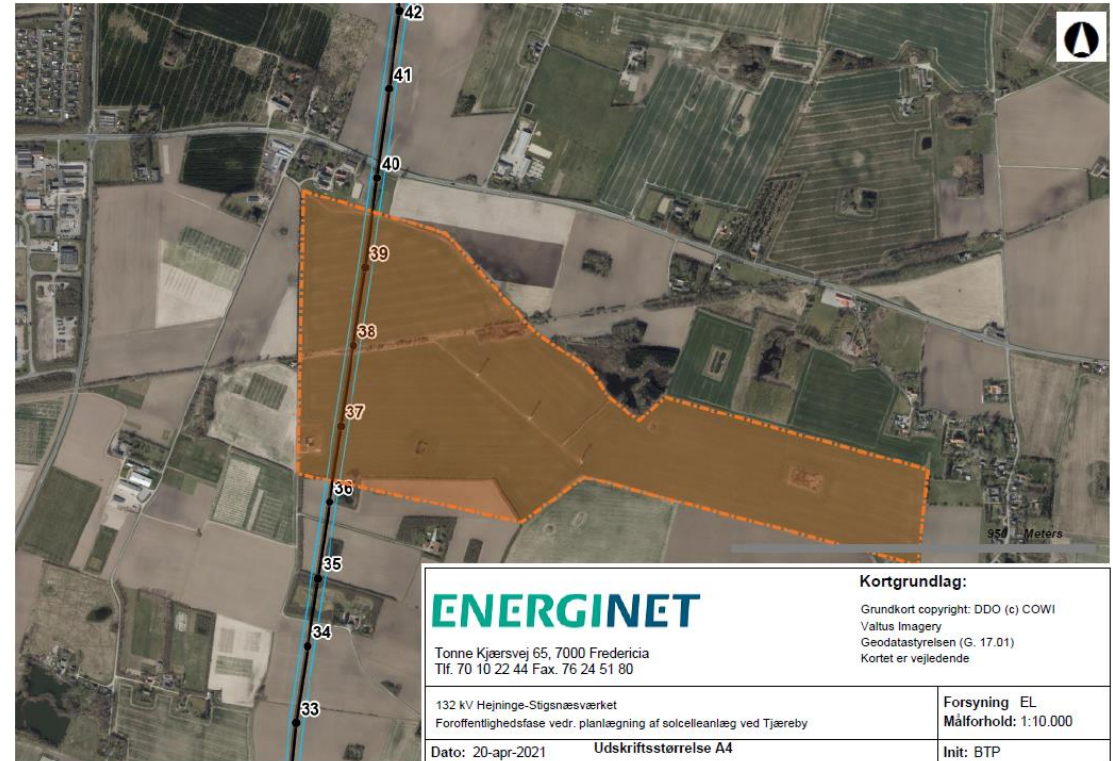 42
41
40
39
38
37
36
35
34
33
950 Meters
ENERGINET
Tonne Kjærsvej 65, 7000 Fredericia
Tlf. 70 10 22 44 Fax. 76 24 51 80
Kortgrundlag:
Grundkort copyright: DDO (c) COWI
Valtus Imagery
Geodatastyrelsen (G. 17.01)
Kortet er vejledende
132 kV Hejninge-Stigsnæsværket
Foroffentlighedsfase vedr. planlægning af solcelleanlæg ved Tjæreby
Forsyning EL
Målforhold: 1:10.000
Dato: 20-apr-2021 Udskriftsstørrelse A4
Init: BTP